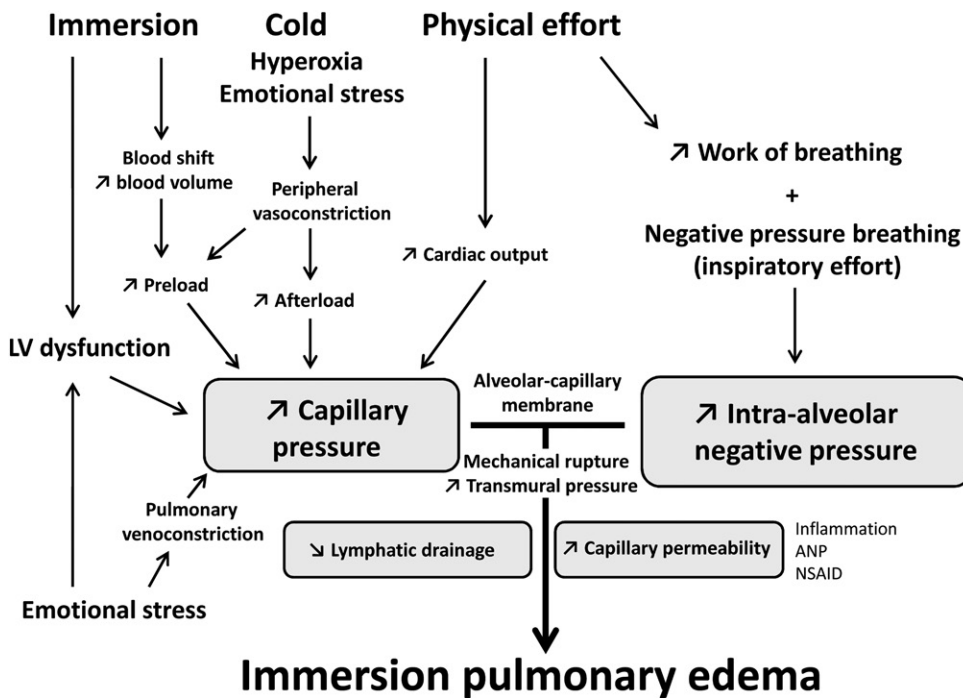 Immersion
Cold
Physical effort
Hyperoxia
Emotional stress
Blood shift
↗ blood volume
Peripheral
vasoconstriction
↗ Work of breathing
+
Negative pressure breathing
(inspiratory effort)
↗ Cardiac output
↗ Preload
↗ Afterload
LV dysfunction
↗ Capillary
pressure
Alveolar-capillary
membrane
↗ Intra-alveolar
negative pressure
Mechanical rupture
↗ Transmural pressure
Pulmonary
venoconstriction
↘ Lymphatic drainage
↗ Capillary permeability
Inflammation
ANP
NSAID
Emotional stress
Immersion pulmonary edema